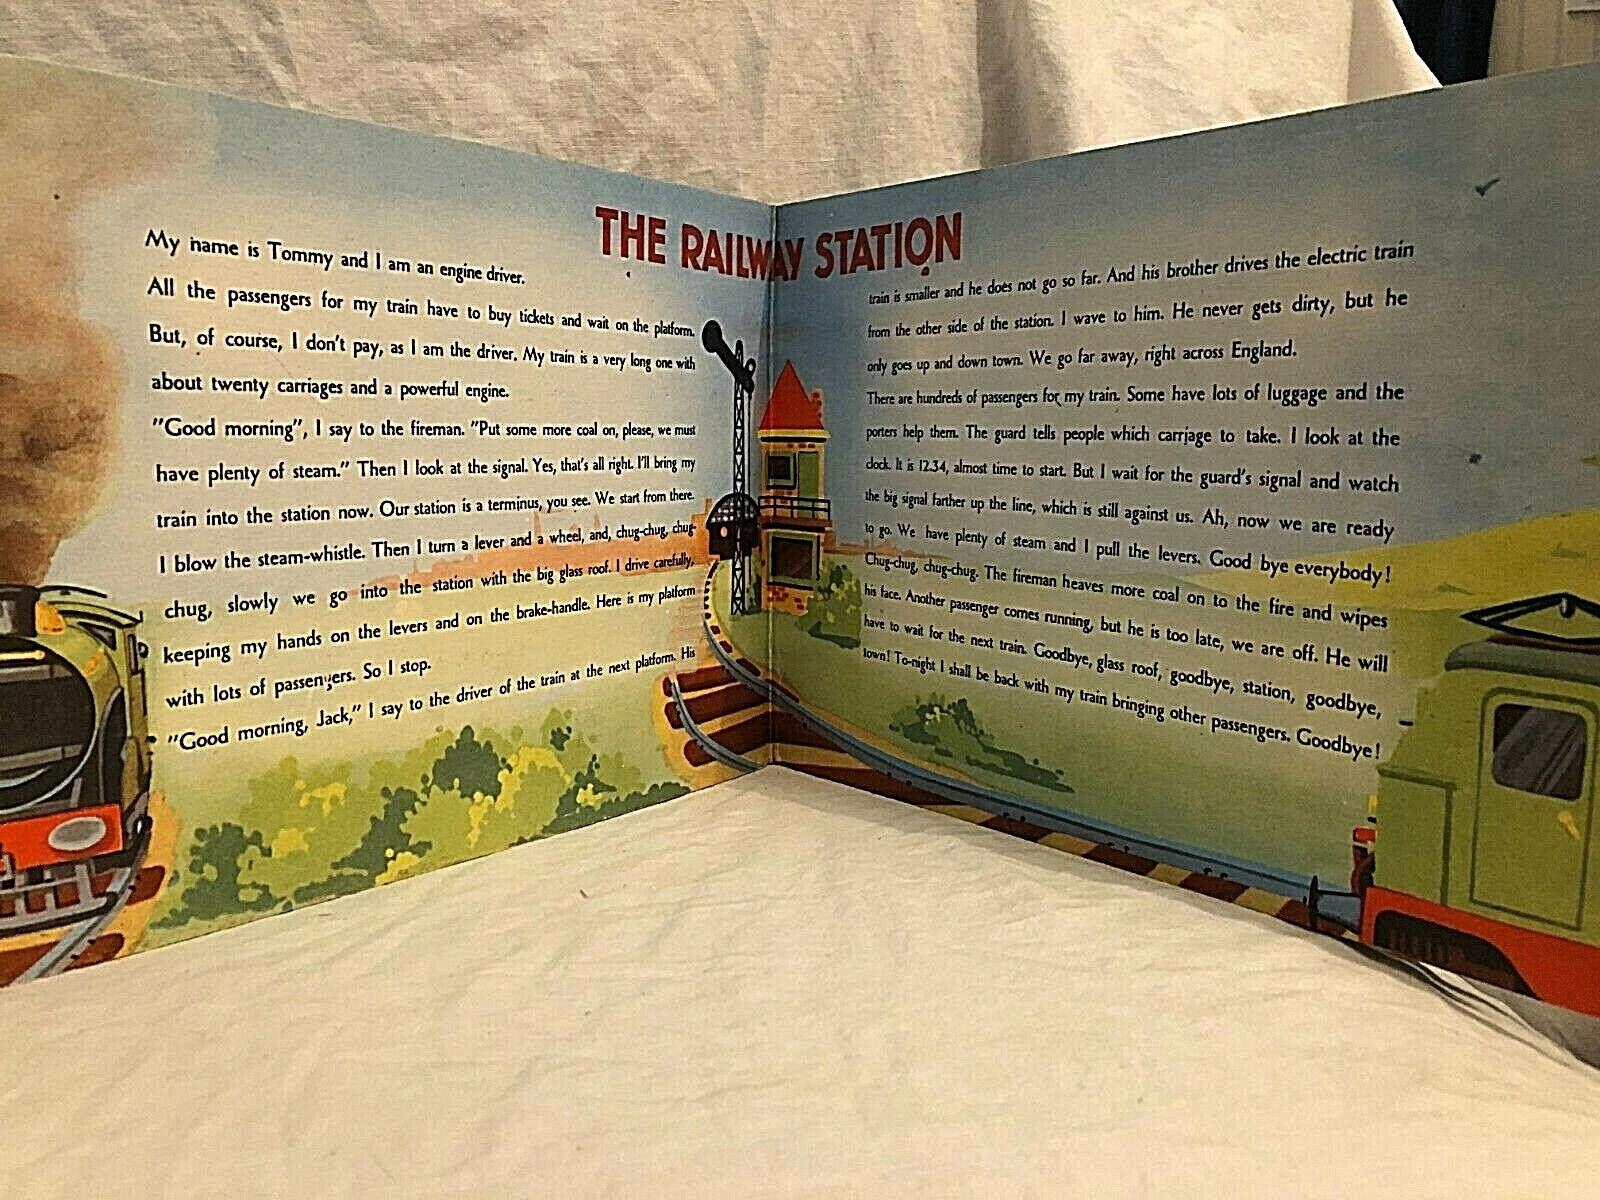 THE RAILWAY STATION
My name is Tommy and I am an engine driver.
All the passengers for my train have to buy tickets and wait on the platform.
But, of course, I don't pay, as I am the driver. My train is a very long one with
about twenty carriages and a powerful engine.
"Good morning", I say to the fireman. "Put some more coal on, please, we must
have plenty of steam." Then I look at the signal. Yes, that's all right. I'll bring my
train into the station now. Our station is a terminus, you see. We start from there.
I blow the steam-whistle. Then I turn a lever and a wheel, and, chug-chug, chug-
chug, slowly we go into the station with the big glass roof. I drive carefully,
keeping my hands on the levers and on the brake-handle. Here is my platform
with lots of passengers. So I stop.
"Good morning, Jack," I say to the driver of the train at the next platform. His
train is smaller and he does not go so far. And his brother drives the electric train
from the other side of the station. I wave to him. He never gets dirty, but he
only goes up and down town. We go far away, right across England.
There are hundreds of passengers for my train. Some have lots of luggage and the
porters help them. The guard tells people which carriage to take. I look at the
clock. It is 12.34, almost time to start. But I wait for the guard's signal and watch
the big signal farther up the line, which is still against us. Ah, now we are ready
to go. We have plenty of steam and I pull the levers. Good bye everybody!
Chug-chug, chug-chug. The fireman heaves more coal on to the fire and wipes
his face. Another passenger comes running, but he is too late, we are off. He will
have to wait for the next train. Goodbye, glass roof, goodbye, station, goodbye,
town! To-night I shall be back with my train bringing other passengers. Goodbye!